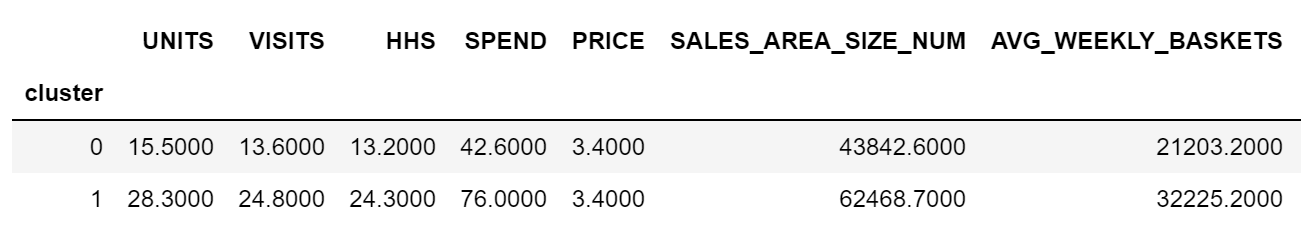 UNITS VISITS HHS SPEND PRICE SALES_AREA_SIZE_NUM AVG_WEEKLY_BASKETS
cluster
0 15.5000 13.6000 13.2000 42.6000 3.4000 43842.6000 21203.2000
1 28.3000 24.8000 24.3000 76.0000 3.4000 62468.7000 32225.2000